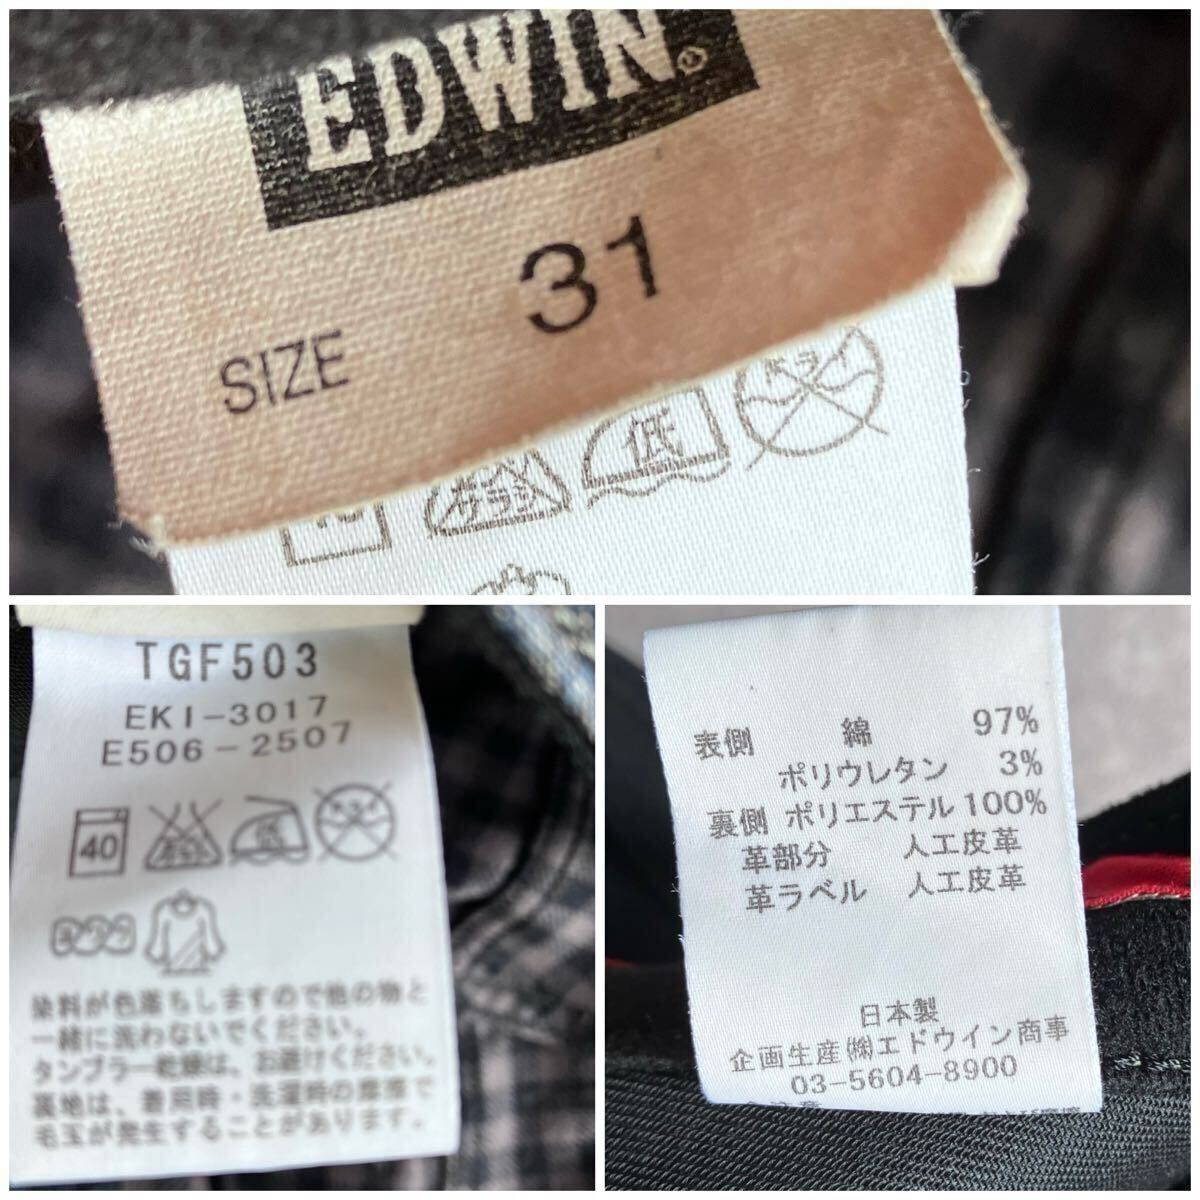 EDWIN®
SIZE 31
低
TGF503
EKI-3017
E506-2507
40
低
染料が色落ちしますので他の物と
一緒に洗わないでください。
タンブラー乾燥は、お避けください。
裏地は、着用時・洗濯時の摩擦で
毛玉が発生することがあります。
表側 綿 97%
ポリウレタン 3%
裏側 ポリエステル 100%
革部分 人工皮革
革ラベル 人工皮革
日本製
企画生産㈱エドウイン商事
03-5604-8900